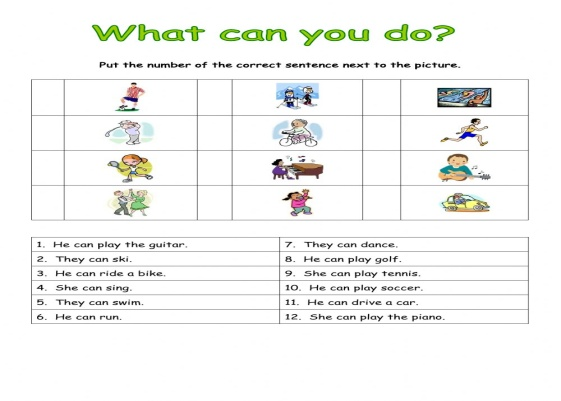 What can you do?
Put the number of the correct sentence next to the picture.
1. He can play the guitar.
2. They can ski.
3. He can ride a bike.
4. She can sing.
5. They can swim.
6. He can run.
7. They can dance.
8. He can play golf.
9. She can play tennis.
10. He can play soccer.
11. He can drive a car.
12. She can play the piano.